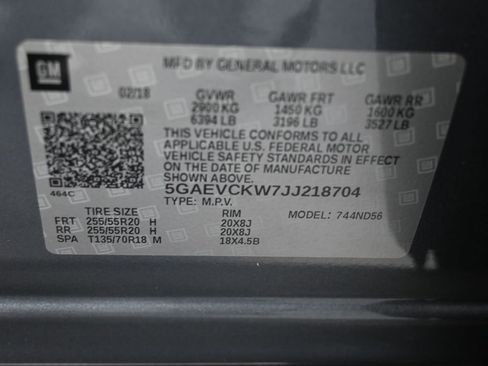 GM
MFD BY GENERAL MOTORS LLC
02/18 GVWR GAWR FRT GAWR RR
2900 KG 1450 KG 1600 KG
6394 LB 3196 LB 3527 LB
THIS VEHICLE CONFORMS TO ALL
APPLICABLE U.S. FEDERAL MOTOR
VEHICLE SAFETY STANDARDS IN EFFECT
ON THE DATE OF MANUFACTURE
SHOWN ABOVE.
464C 5GAEVCKW7JJ218704
TYPE: M.P.V. MODEL: 744ND56
TIRE SIZE RIM
FRT 255/55R20 H 20X8J
RR 255/55R20 H 20X8J
SPA T135/70R18 M 18X4.5B